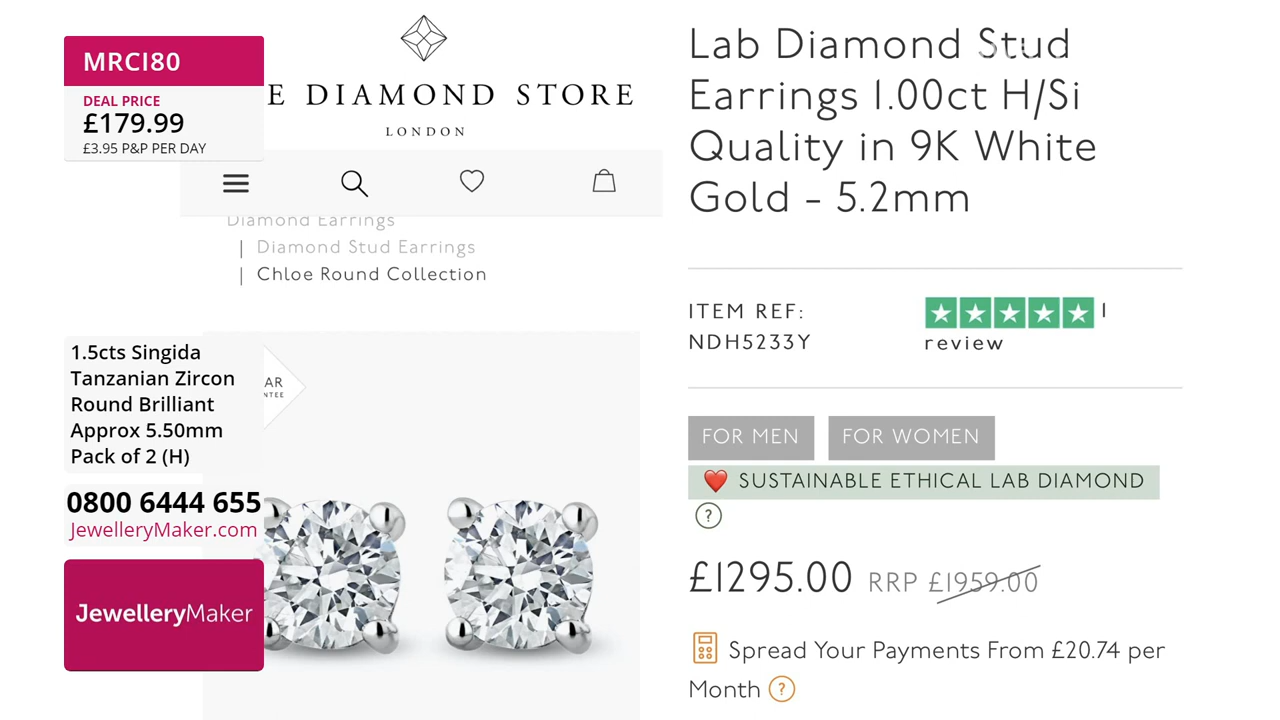 MRCI80
DEAL PRICE
£179.99
£3.95 P&P PER DAY
E DIAMOND STORE
LONDON
Diamond Earrings
| Diamond Stud Earrings
| Chloe Round Collection
1.5cts Singida
Tanzanian Zircon
Round Brilliant
Approx 5.50mm
Pack of 2 (H)
0800 6444 655
JewelleryMaker.com
JewelleryMaker
AR
NTEE
Lab Diamond Stud
Earrings 1.00ct H/Si
Quality in 9K White
Gold - 5.2mm
ITEM REF:
NDH5233Y
1
review
FOR MEN
FOR WOMEN
SUSTAINABLE ETHICAL LAB DIAMOND
?
£1295.00 RRP £1959.00
Spread Your Payments From £20.74 per
Month ?